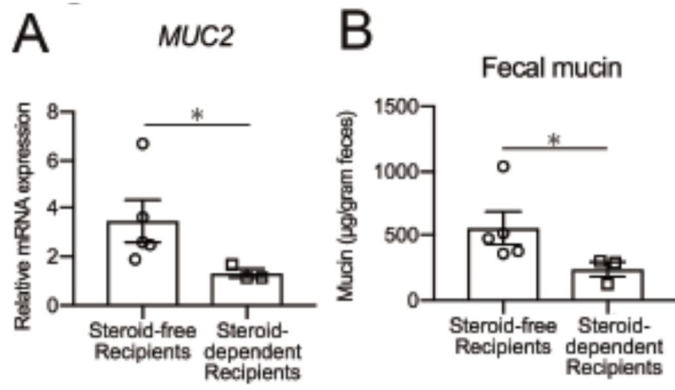 A
MUC2
Relative mRNA expression
8
6
4
2
0
*
Steroid-free
Recipients
Steroid-
dependent
Recipients
B
Fecal mucin
Mucin (µg/gram feces)
1500
1000
500
0
*
Steroid-free
Recipients
Steroid-
dependent
Recipients